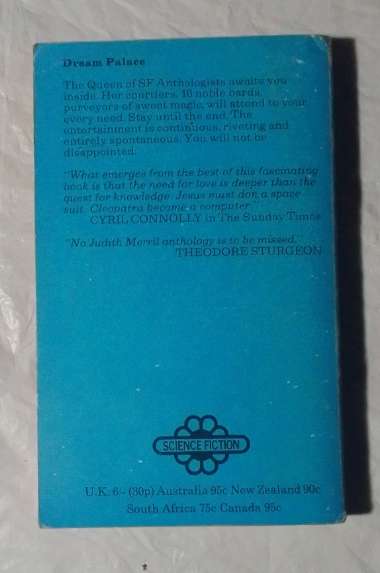 Dream Palace
The Queen of SF Anthologists awaits you
inside. Her courtiers, 16 noble bards,
purveyors of sweet magic, will attend to your
every need. Stay until the end. The
entertainment is continuous, riveting and
entirely spontaneous. You will not be
disappointed.
"What emerges from the best of this fascinating
book is that the need for love is deeper than the
quest for knowledge. Jesus must don a space
suit. Cleopatra become a computer."
CYRIL CONNOLLY in The Sunday Times
"No Judith Merril anthology is to be missed."
THEODORE STURGEON
SCIENCE FICTION
U.K. 6/- (30p) Australia 95c New Zealand 90c
South Africa 75c Canada 95c